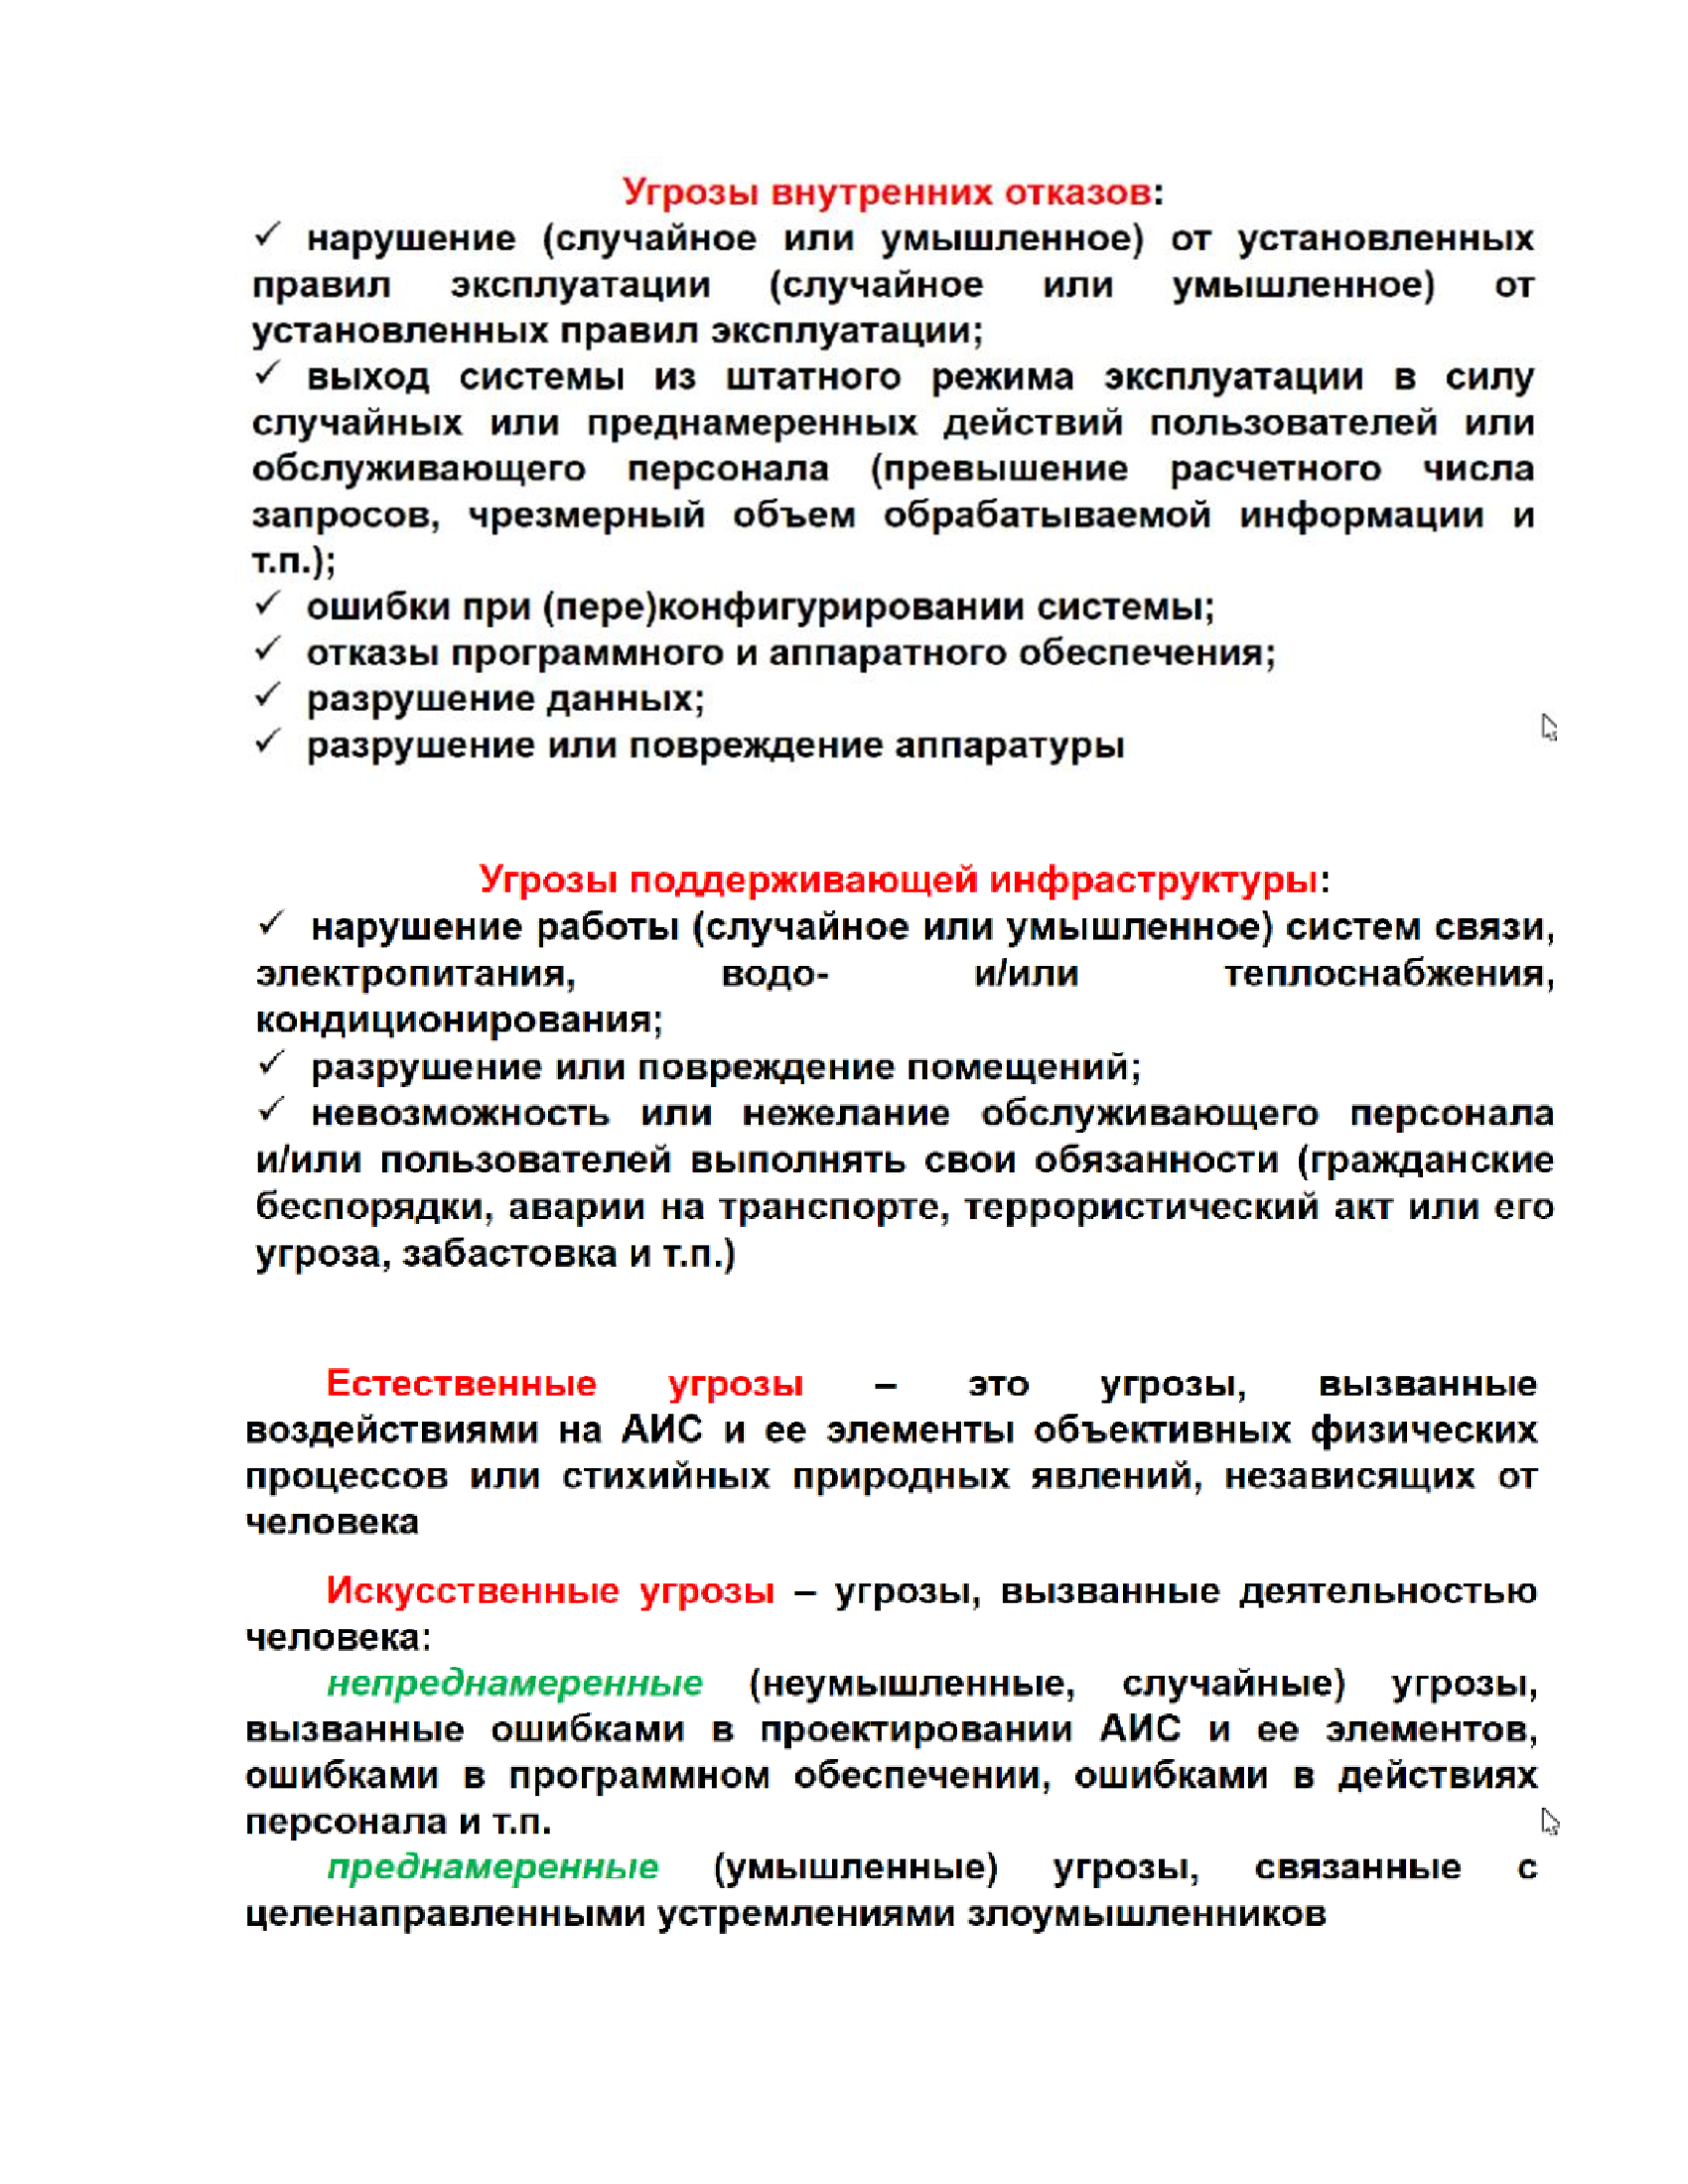 Угрозы внутренних отказов:
✓ нарушение (случайное или умышленное) от установленных
правил эксплуатации (случайное или умышленное) от
установленных правил эксплуатации;
✓ выход системы из штатного режима эксплуатации в силу
случайных или преднамеренных действий пользователей или
обслуживающего персонала (превышение расчетного числа
запросов, чрезмерный объем обрабатываемой информации и
т.п.);
✓ ошибки при (пере)конфигурировании системы;
✓ отказы программного и аппаратного обеспечения;
✓ разрушение данных;
✓ разрушение или повреждение аппаратуры
Угрозы поддерживающей инфраструктуры:
✓ нарушение работы (случайное или умышленное) систем связи,
электропитания, водо- и/или теплоснабжения,
кондиционирования;
✓ разрушение или повреждение помещений;
✓ невозможность или нежелание обслуживающего персонала
и/или пользователей выполнять свои обязанности (гражданские
беспорядки, аварии на транспорте, террористический акт или его
угроза, забастовка и т.п.)
Естественные угрозы – это угрозы, вызванные
воздействиями на АИС и ее элементы объективных физических
процессов или стихийных природных явлений, независящих от
человека
Искусственные угрозы – угрозы, вызванные деятельностью
человека:
непреднамеренные (неумышленные, случайные) угрозы,
вызванные ошибками в проектировании АИС и ее элементов,
ошибками в программном обеспечении, ошибками в действиях
персонала и т.п.
преднамеренные (умышленные) угрозы, связанные с
целенаправленными устремлениями злоумышленников